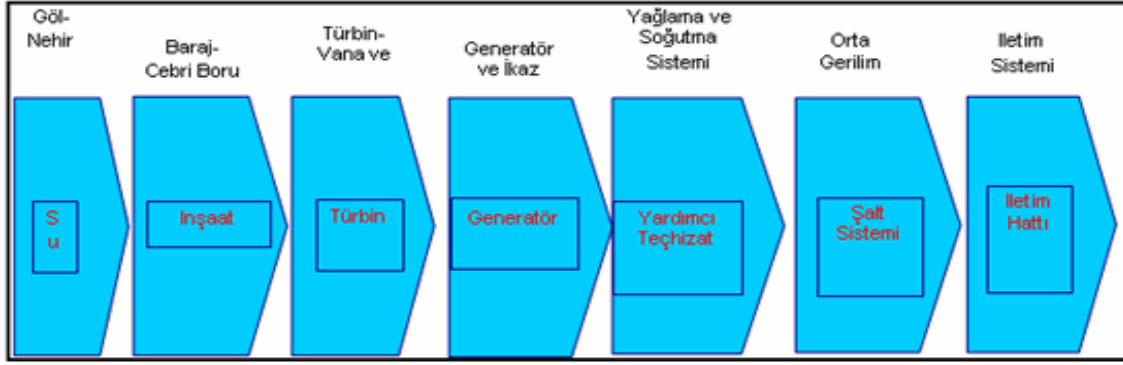 Göl-
Nehir
Baraj-
Cebri Boru
Türbin-
Vana ve
Generatör
ve İkaz
Yağlama ve
Soğutma
Sistemi
Orta
Gerilim
Iletim
Sistemi
S
u
Inşaat
Türbin
Generatör
Yardımcı
Teçhizat
Şalt
Sistemi
Iletim
Hattı